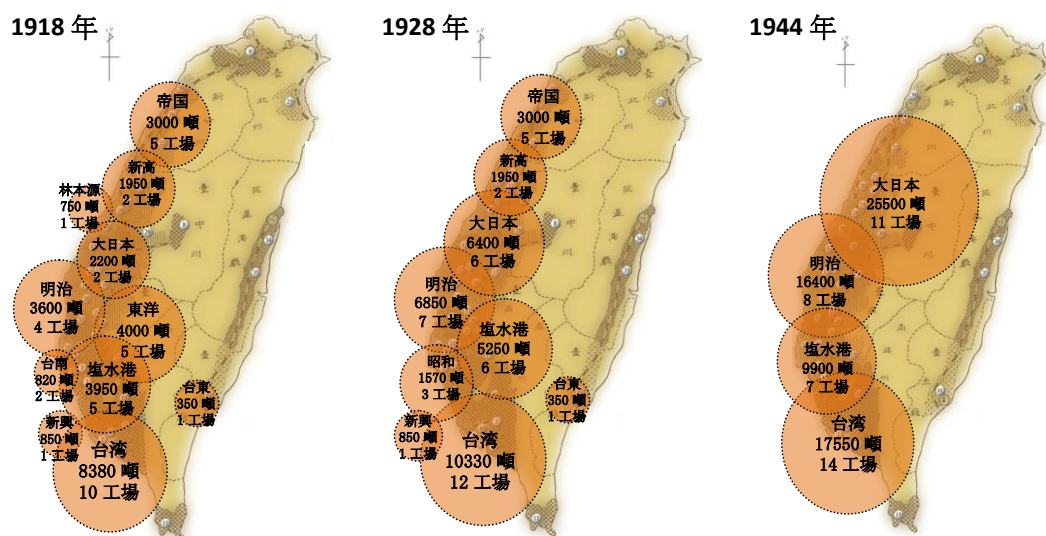 1918 年
帝国
3000 噸
5 工場
新高
1950 噸
2 工場
林本源
750 噸
1 工場
大日本
2200 噸
2 工場
明治
3600 噸
4 工場
東洋
4000 噸
5 工場
台南
820 噸
2 工場
塩水港
3950 噸
5 工場
台東
350 噸
1 工場
新興
850 噸
1 工場
台湾
8380 噸
10 工場
1928 年
帝国
3000 噸
5 工場
新高
1950 噸
2 工場
大日本
6400 噸
6 工場
明治
6850 噸
7 工場
塩水港
5250 噸
6 工場
昭和
1570 噸
3 工場
台東
350 噸
1 工場
新興
850 噸
1 工場
台湾
10330 噸
12 工場
1944 年
大日本
25500 噸
11 工場
明治
16400 噸
8 工場
塩水港
9900 噸
7 工場
台湾
17550 噸
14 工場